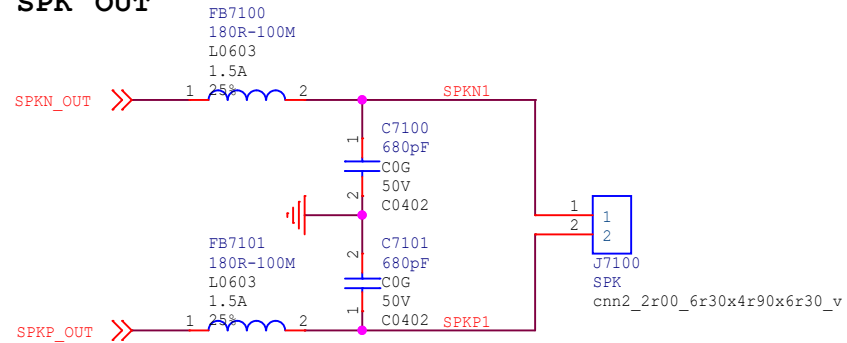 SPK OUT
FB7100
180R-100M
L0603
1.5A
25%
SPKN_OUT
1
2
SPKN1
C7100
680pF
C0G
50V
C0402
1
2
FB7101
180R-100M
L0603
1.5A
25%
SPKP_OUT
1
2
C7101
680pF
C0G
50V
C0402
2
1
SPKP1
1
2
1
2
J7100
SPK
cnn2_2r00_6r30x4r90x6r30_v